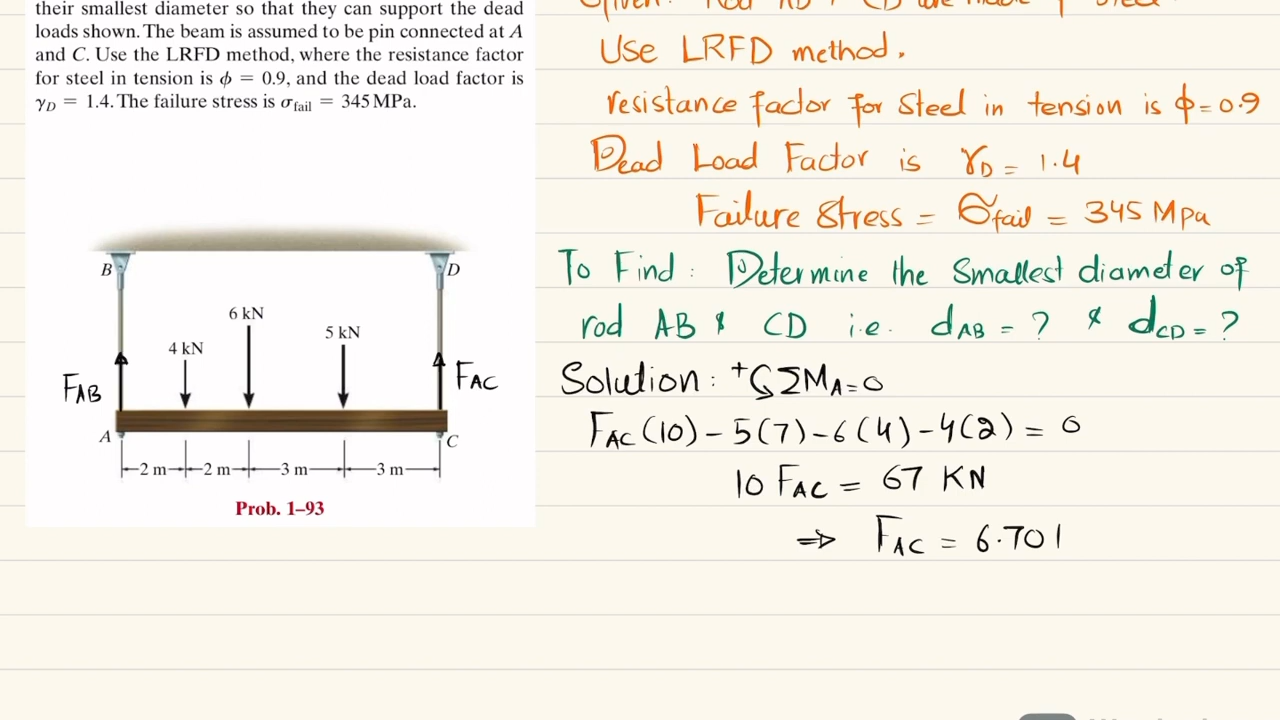 their smallest diameter so that they can support the dead
loads shown. The beam is assumed to be pin connected at A
and C. Use the LRFD method, where the resistance factor
for steel in tension is ϕ = 0.9, and the dead load factor is
γD = 1.4. The failure stress is σfail = 345 MPa.
B
D
6 kN
5 kN
4 kN
FAB
FAC
A
C
2 m
2 m
3 m
3 m
Prob. 1–93
Use LRFD method.
resistance factor for Steel in tension is ϕ = 0.9
Dead Load Factor is γD = 1.4
Failure Stress = σfail = 345 MPa
To Find : Determine the Smallest diameter of
rod AB & CD i.e. dAB = ? & dCD = ?
Solution : +↺ΣMA=0
FAC (10) - 5(7) - 6(4) - 4(2) = 0
10 FAC = 67 KN
⇒ FAC = 6.701